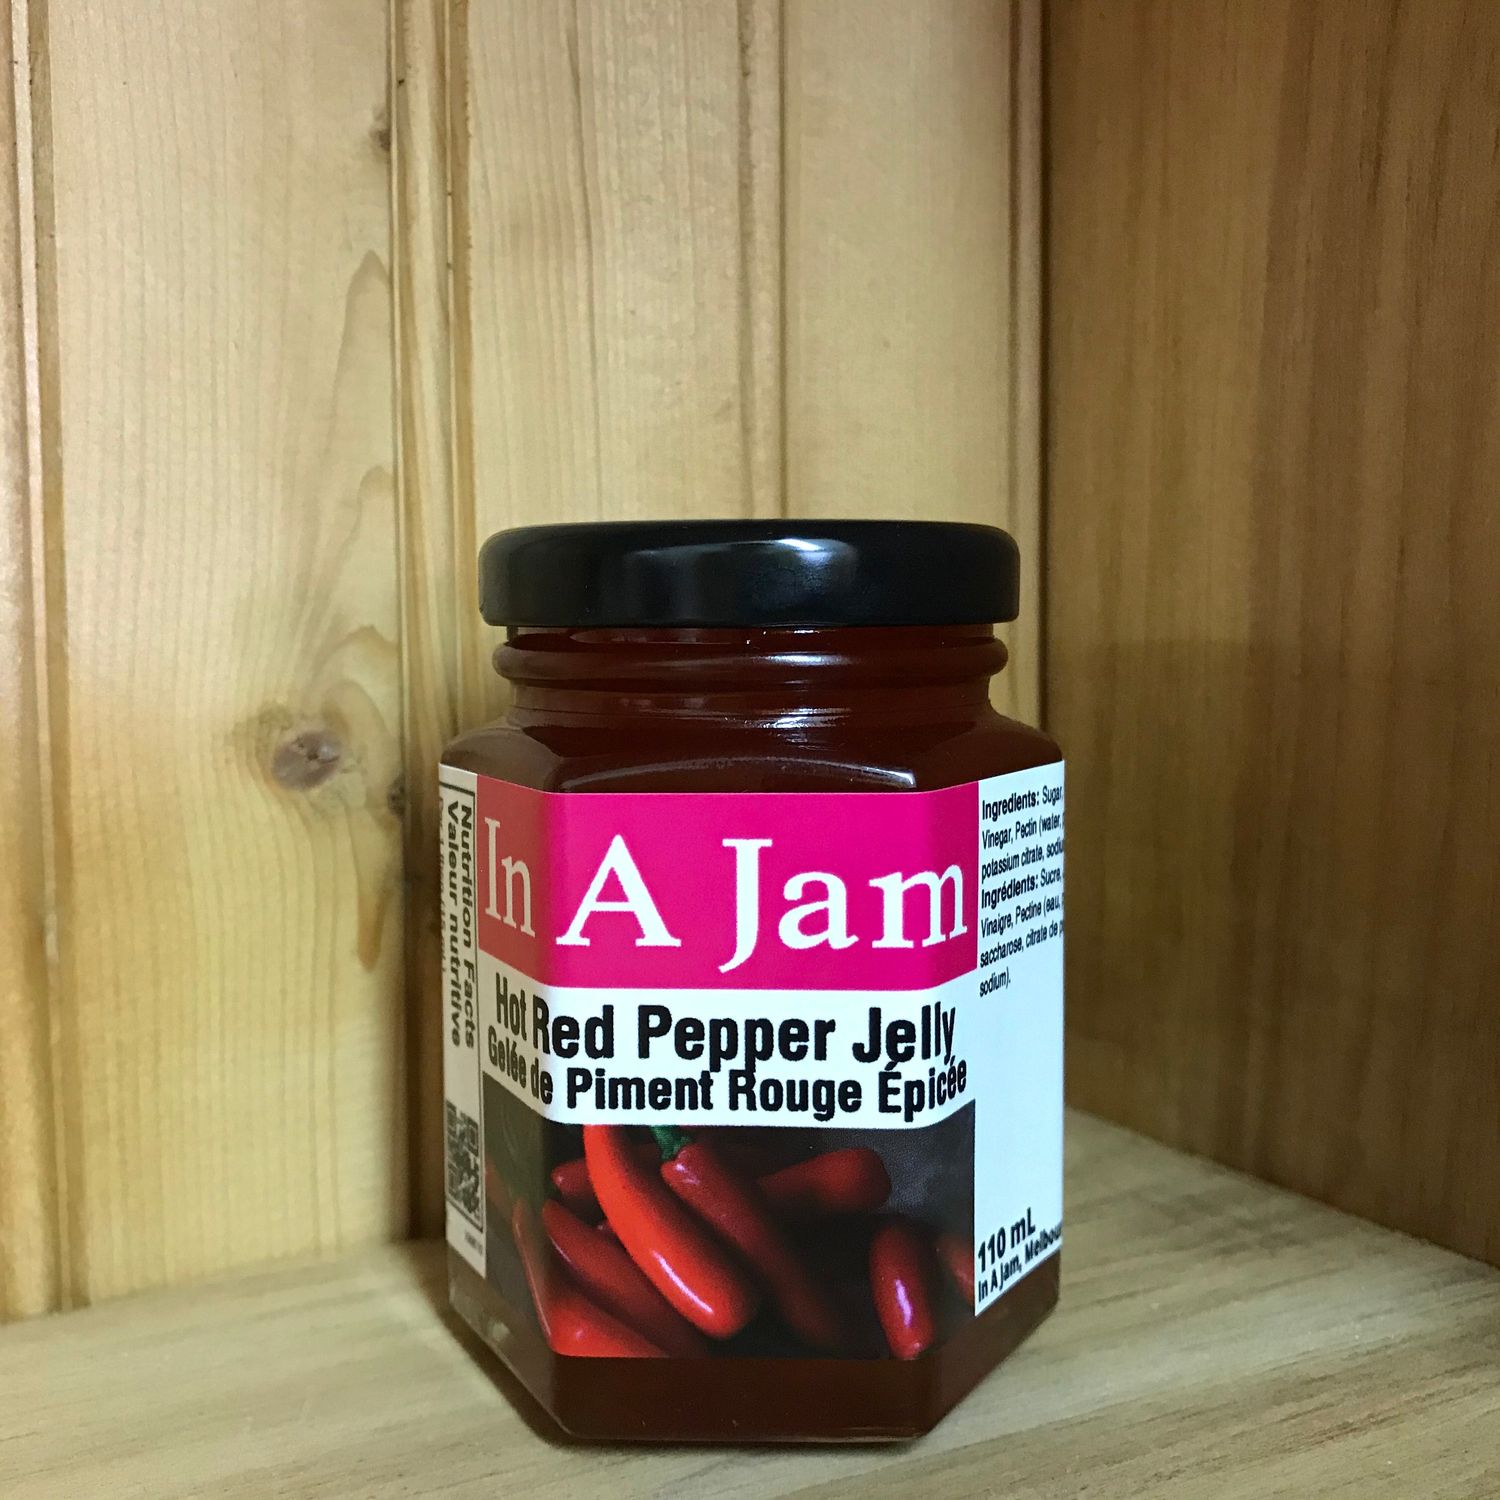 In A Jam
Hot Red Pepper Jelly
Gelée de Piment Rouge Épicée
Nutrition Facts
Valeur nutritive
Ingredients: Sugar,
Vinegar, Pectin (water,
potassium citrate, sodiu
Ingrédients: Sucre,
Vinaigre, Pectine (eau,
saccharose, citrate de p
sodium).
110 mL
In A Jam, Melbou